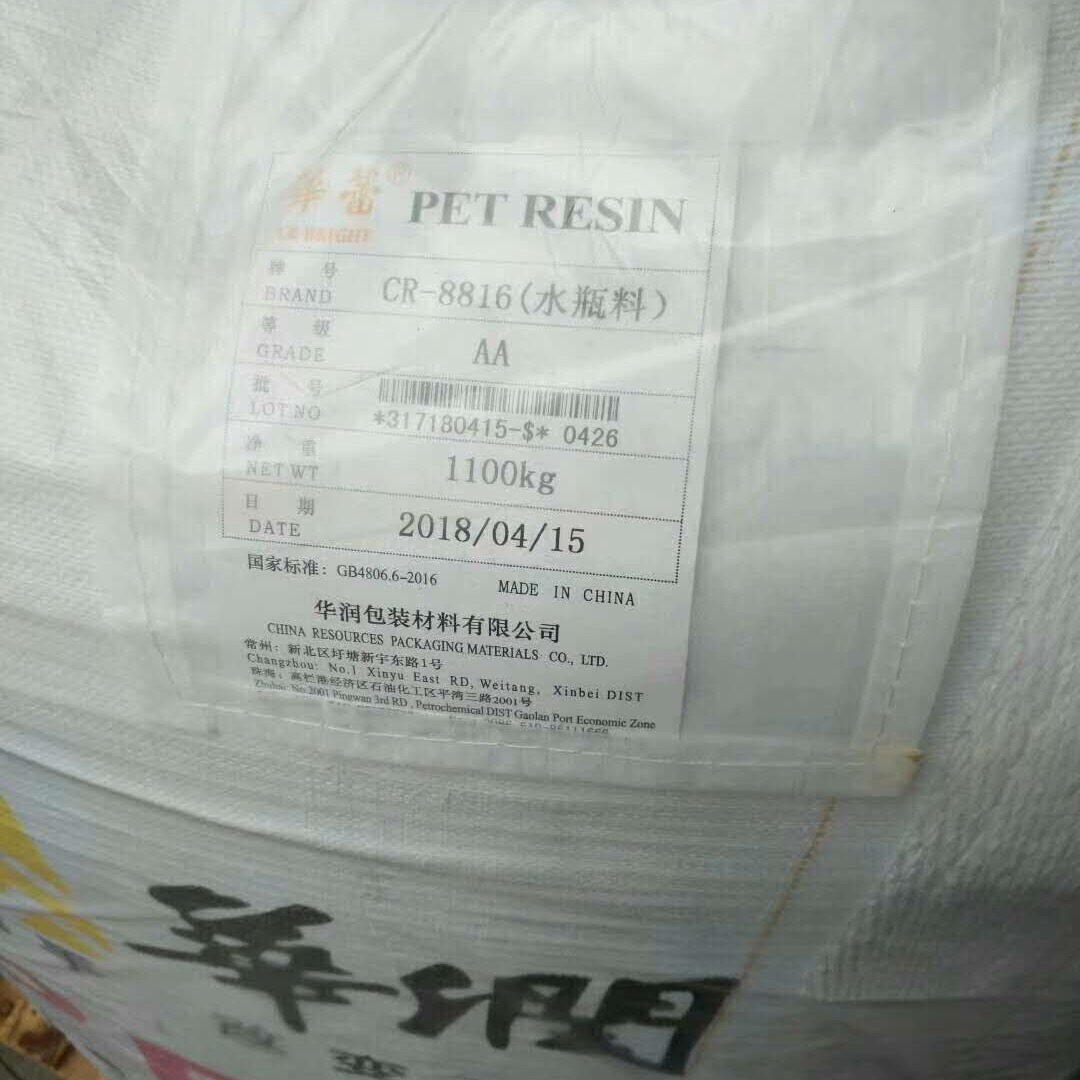 華蕾® PET RESIN
CR BRIGHT
牌 号
BRAND CR-8816(水瓶料)
等 级
GRADE AA
批 号
LOT.NO *317180415-$* 0426
净 重
NET WT 1100kg
日 期
DATE 2018/04/15
国家标准: GB4806.6-2016 MADE IN CHINA
华润包装材料有限公司
CHINA RESOURCES PACKAGING MATERIALS CO., LTD.
常州: 新北区圩塘新宇东路1号
Changzhou: No.1 Xinyu East RD, Weitang, Xinbei DIST
珠海: 高栏港经济区石油化工区平湾三路2001号
Zhuhai: No.2001 Pingwan 3rd RD , Petrochemical DIST Gaolan Port Economic Zone
華潤